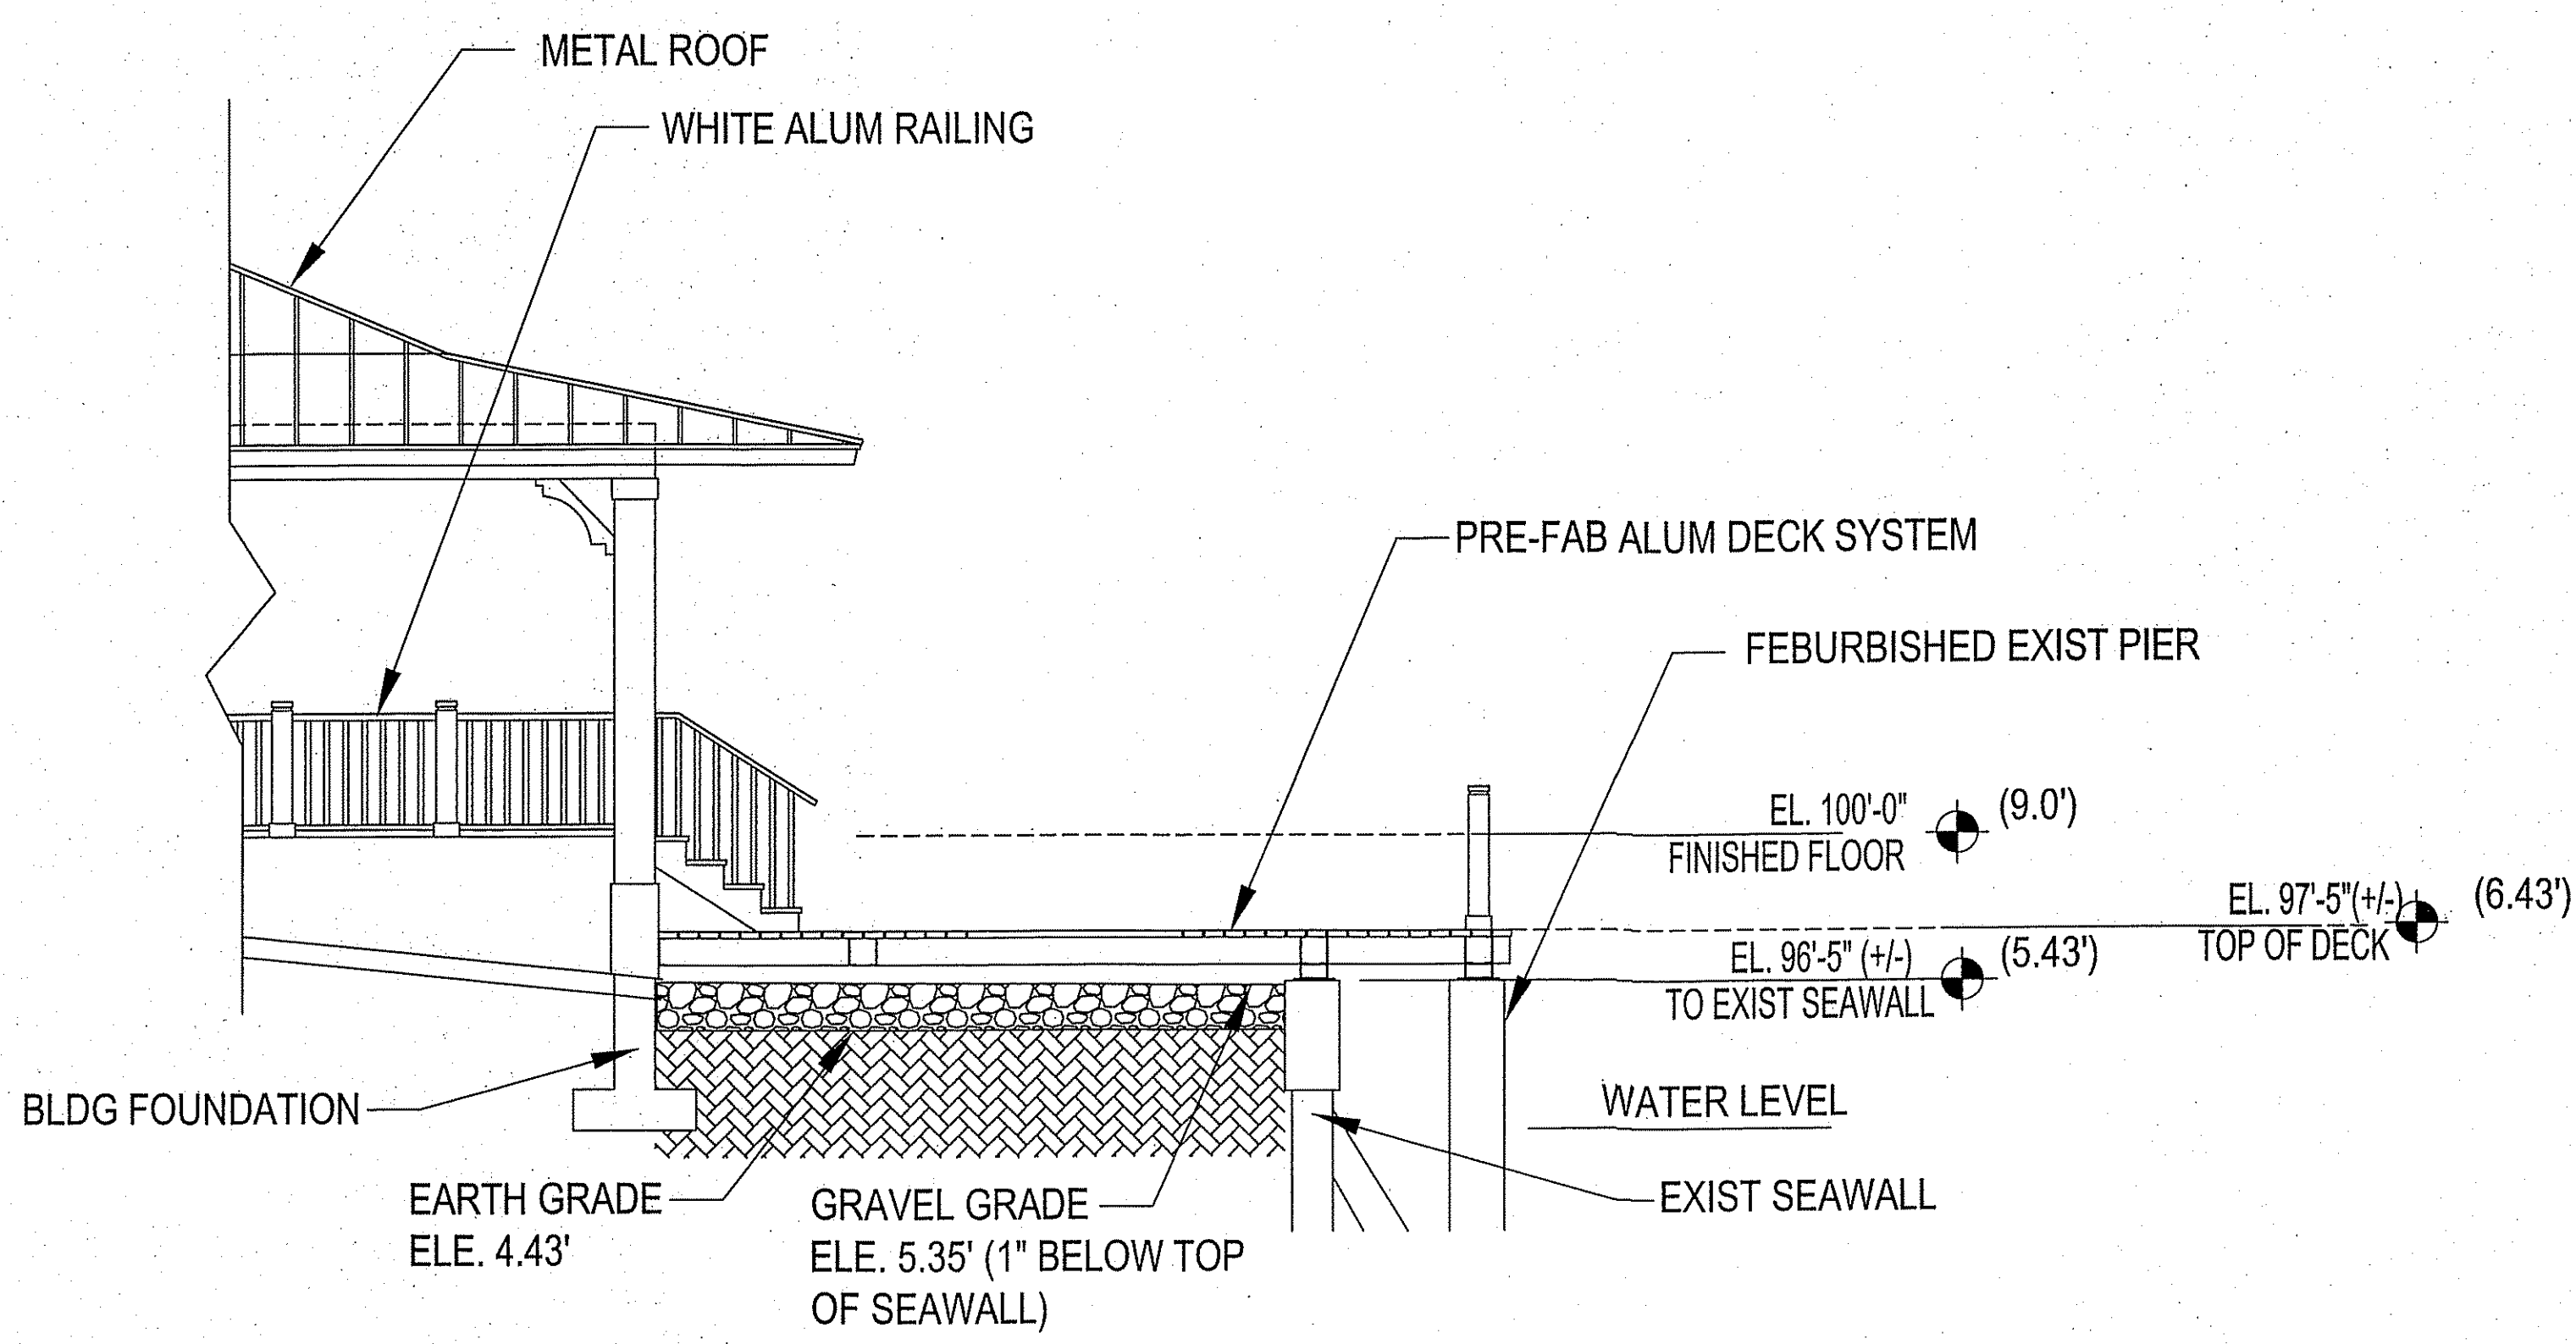 METAL ROOF
WHITE ALUM RAILING
PRE-FAB ALUM DECK SYSTEM
FEBURBISHED EXIST PIER
EL. 100'-0" (9.0')
FINISHED FLOOR
EL. 97'-5"(+/-) (6.43')
TOP OF DECK
EL. 96'-5" (+/-) (5.43')
TO EXIST SEAWALL
WATER LEVEL
BLDG FOUNDATION
EXIST SEAWALL
EARTH GRADE
ELE. 4.43'
GRAVEL GRADE
ELE. 5.35' (1" BELOW TOP
OF SEAWALL)